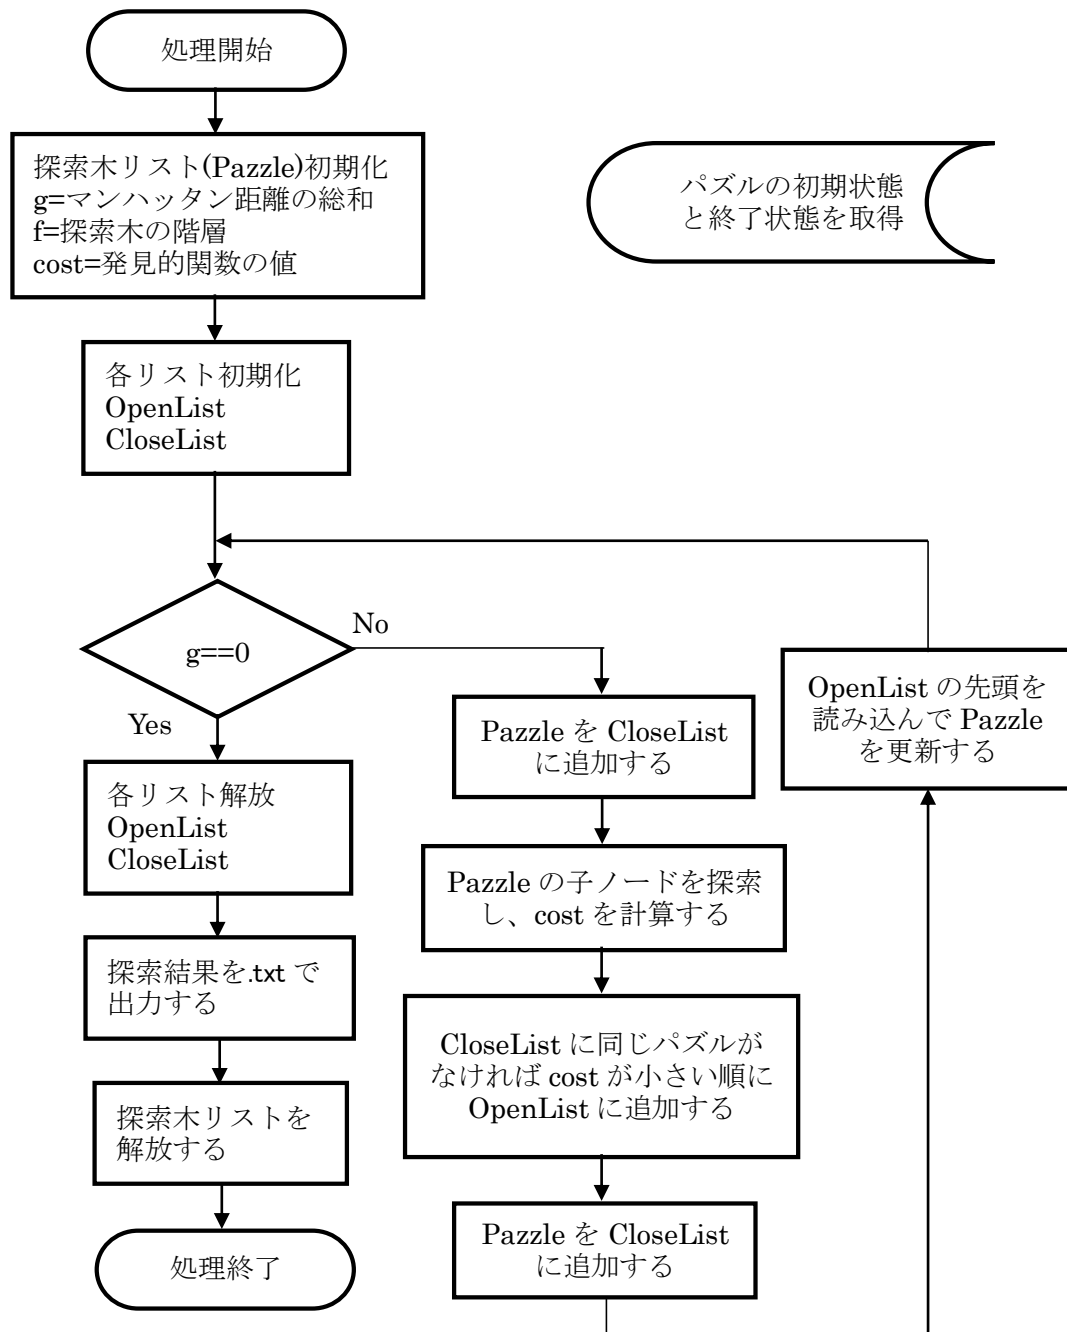 処理開始
探索木リスト(Pazzle)初期化
g=マンハッタン距離の総和
f=探索木の階層
cost=発見的関数の値
パズルの初期状態
と終了状態を取得
各リスト初期化
OpenList
CloseList
g==0
No
Yes
Pazzle を CloseList
に追加する
OpenList の先頭を
読み込んで Pazzle
を更新する
各リスト解放
OpenList
CloseList
Pazzle の子ノードを探索
し、cost を計算する
探索結果を.txt で
出力する
CloseList に同じパズルが
なければ cost が小さい順に
OpenList に追加する
探索木リストを
解放する
Pazzle を CloseList
に追加する
処理終了